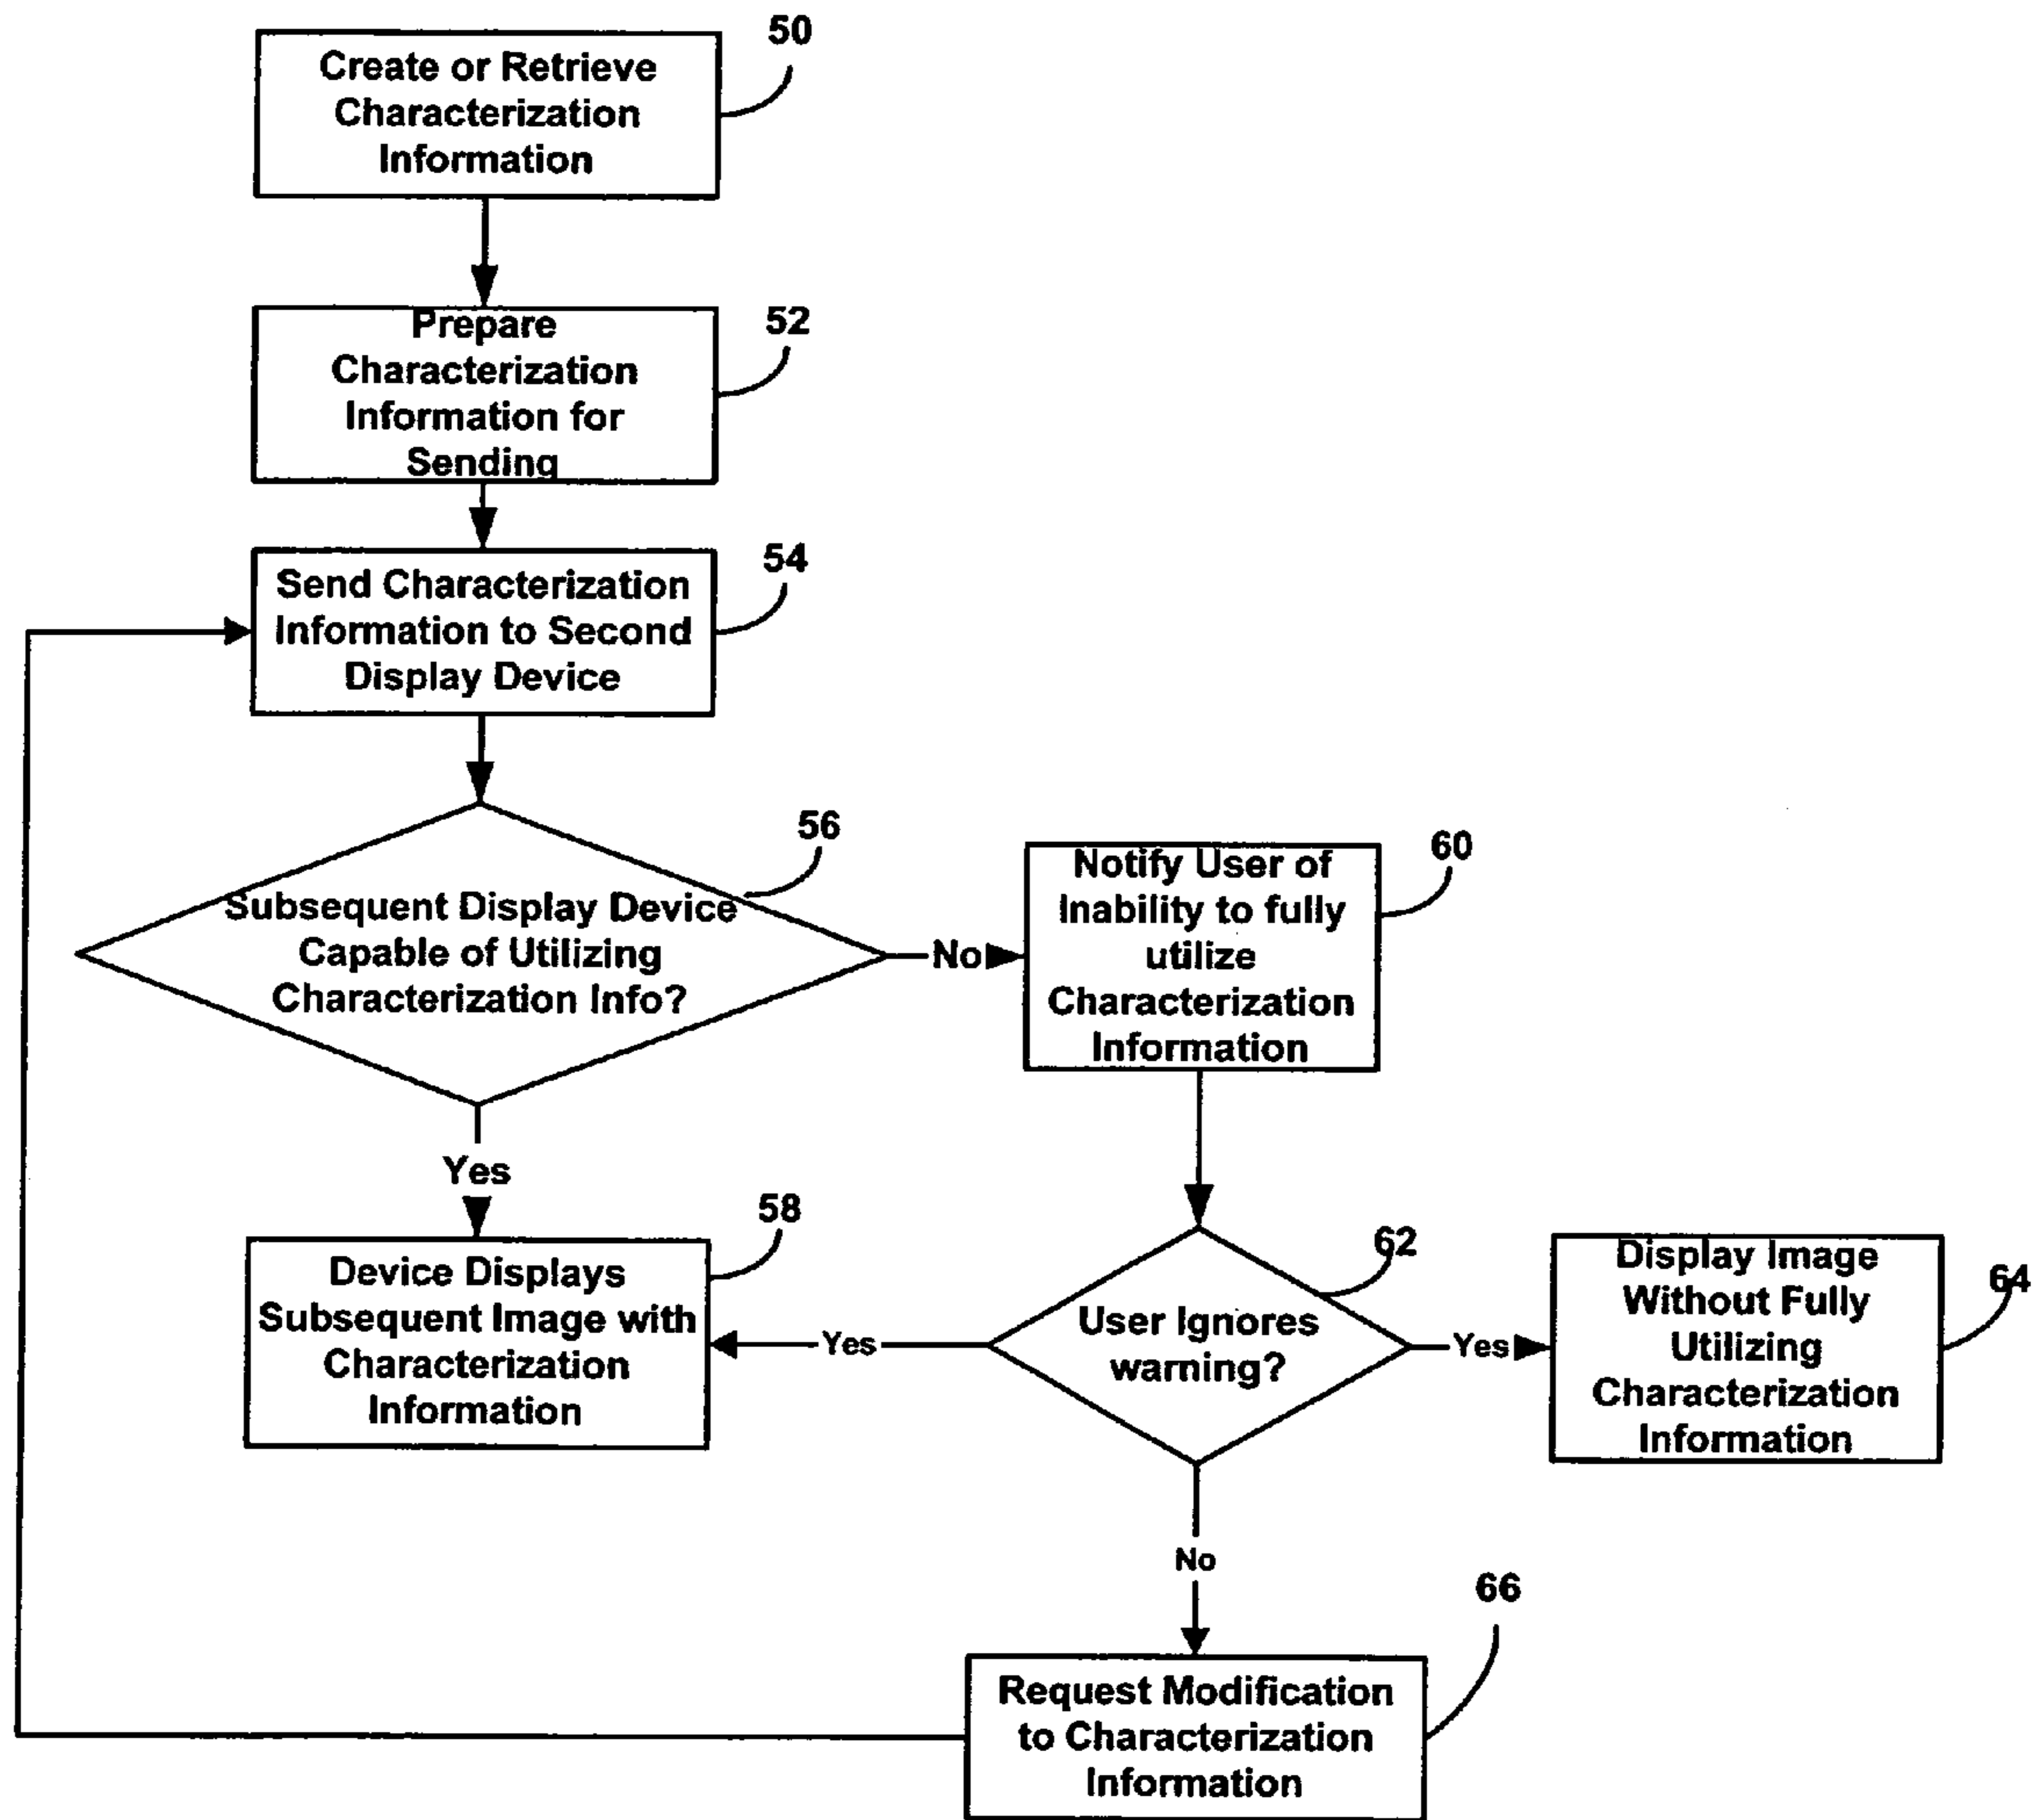 50
Create or Retrieve
Characterization
Information
52
Prepare
Characterization
Information for
Sending
54
Send Characterization
Information to Second
Display Device
56
Subsequent Display Device
Capable of Utilizing
Characterization Info?
No
60
Notify User of
Inability to fully
utilize
Characterization
Information
Yes
58
Device Displays
Subsequent Image with
Characterization
Information
Yes
62
User Ignores
warning?
Yes
64
Display Image
Without Fully
Utilizing
Characterization
Information
No
66
Request Modification
to Characterization
Information